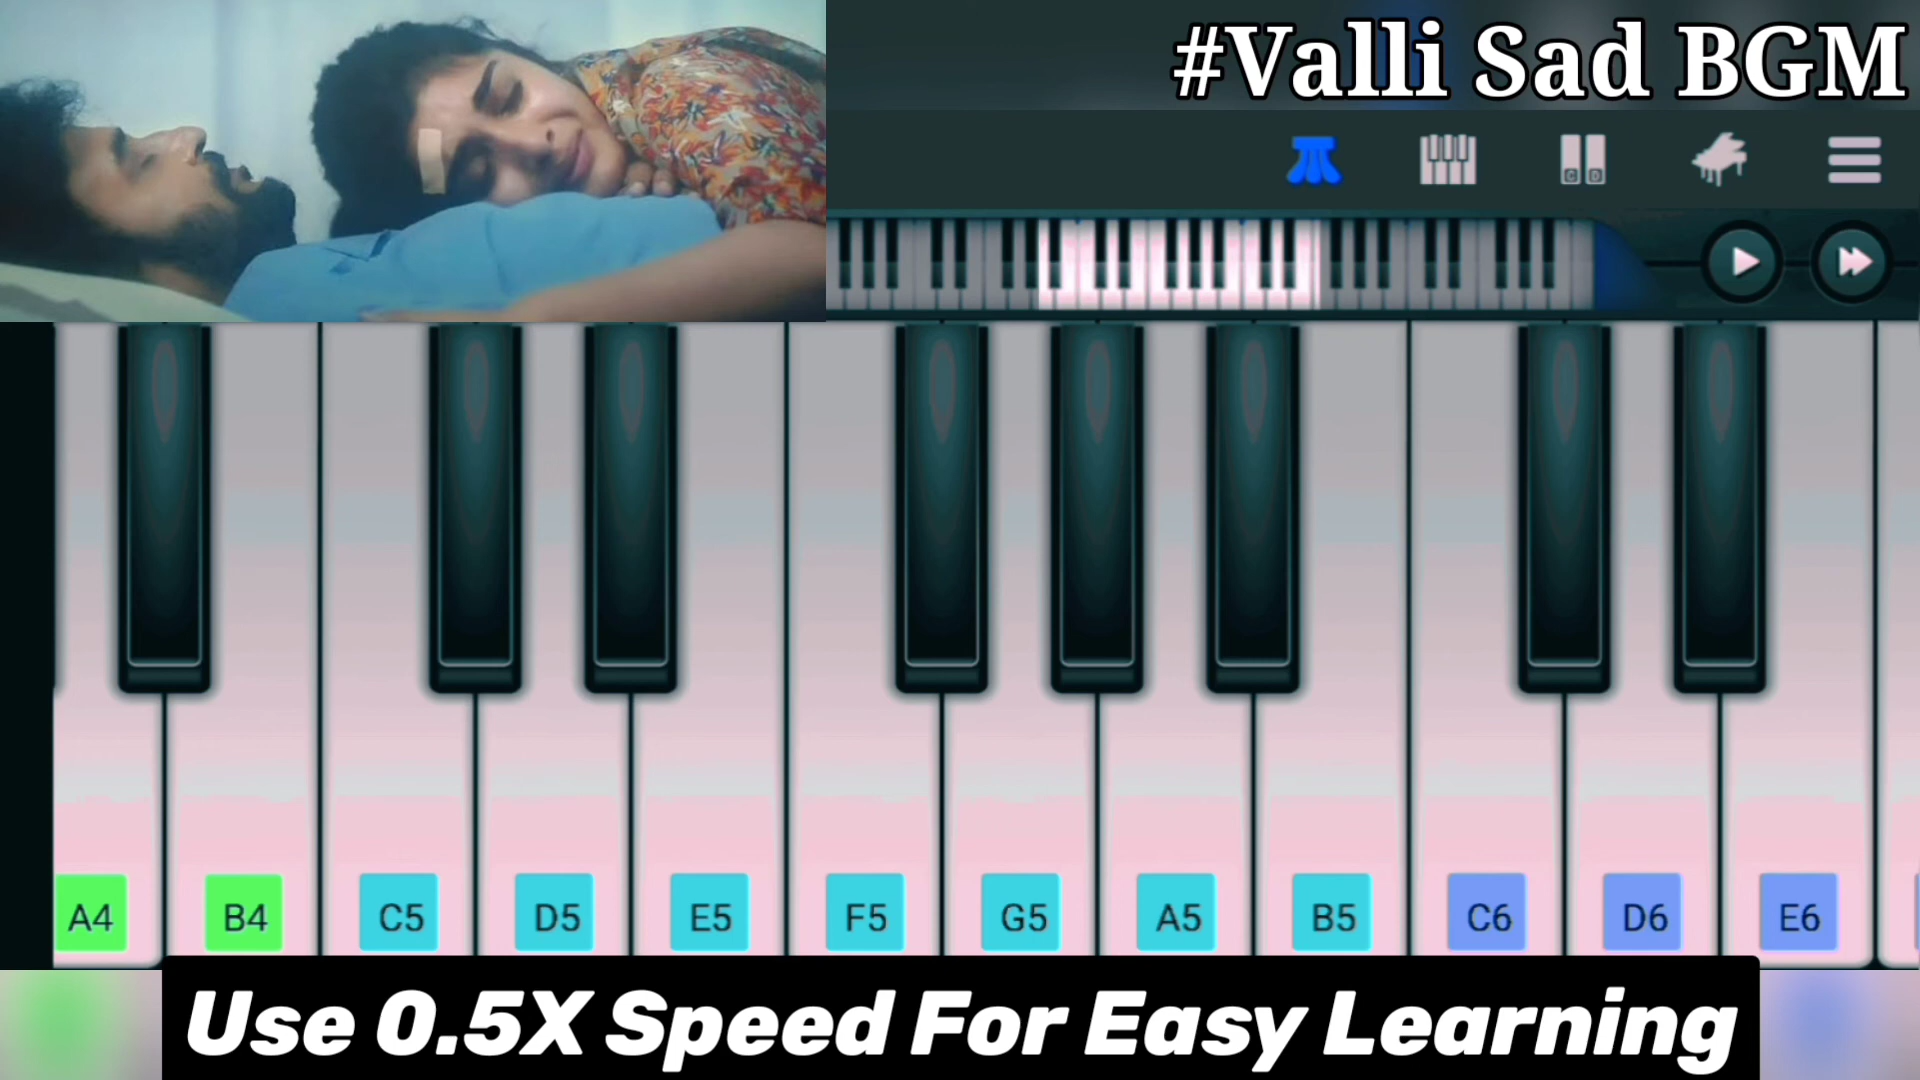 #Valli Sad BGM
A4 B4 C5 D5 E5 F5 G5 A5 B5 C6 D6 E6
Use 0.5X Speed For Easy Learning